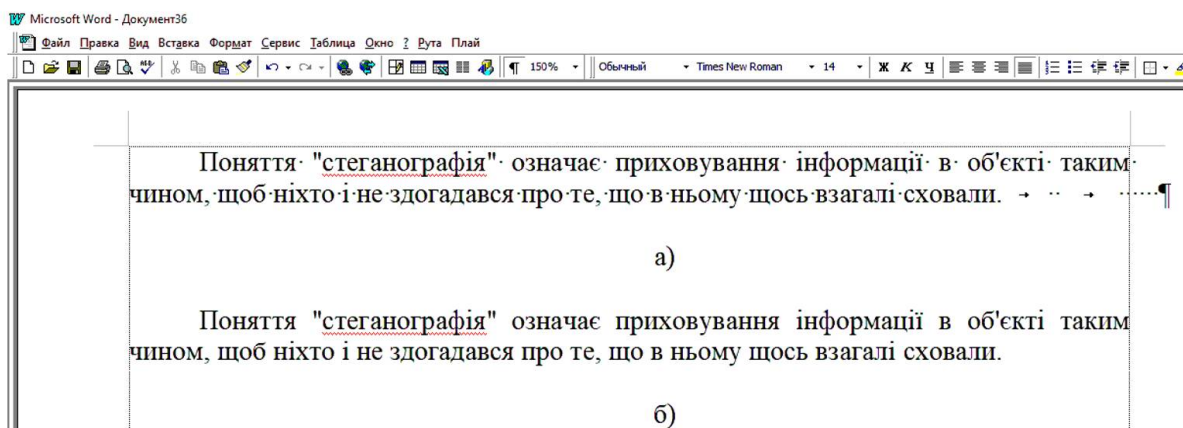 Microsoft Word - Документ36
Файл Правка Вид Вставка Формат Сервис Таблица Окно ? Рута Плай
150% Обычный Times New Roman 14 Ж К Ч
Поняття· "стеганографія"· означає· приховування· інформації· в· об'єкті· таким·
чином,·щоб·ніхто·і·не·здогадався·про·те,·що·в·ньому·щось·взагалі·сховали. → ·· → ······¶
а)
Поняття "стеганографія" означає приховування інформації в об'єкті таким
чином, щоб ніхто і не здогадався про те, що в ньому щось взагалі сховали.
б)